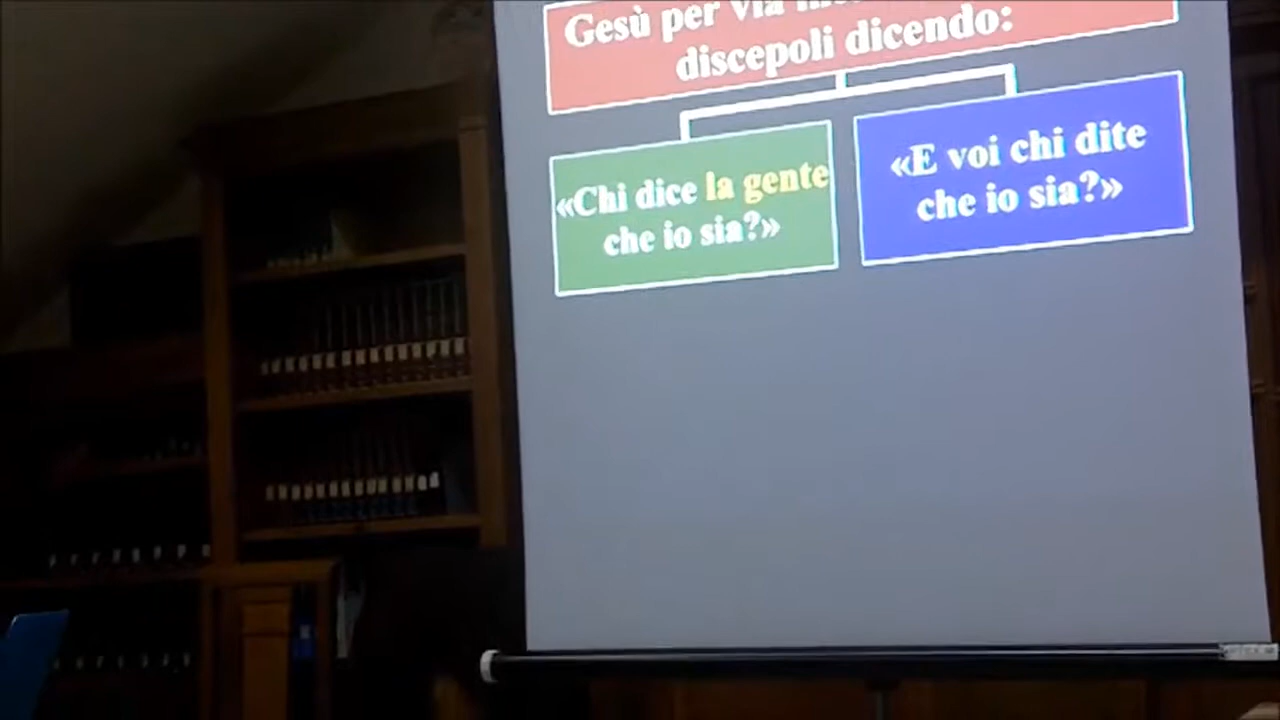 Gesù per via
discepoli dicendo:
«Chi dice la gente
che io sia?»
«E voi chi dite
che io sia?»